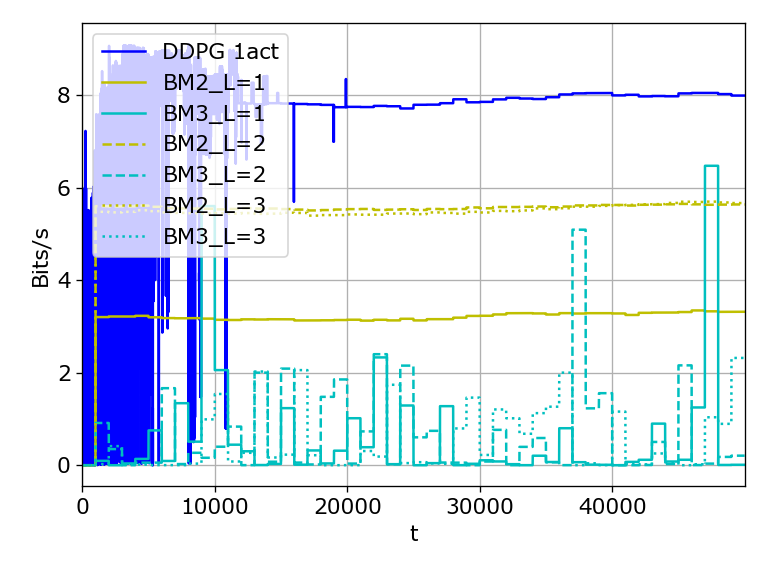 DDPG 1act
BM2_L=1
BM3_L=1
BM2_L=2
BM3_L=2
BM2_L=3
BM3_L=3
8
6
4
2
0
Bits/s
0 10000 20000 30000 40000
t